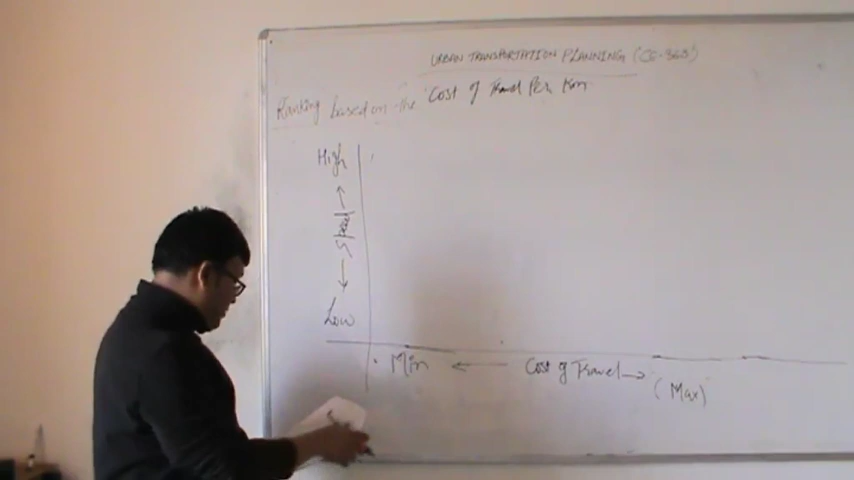 URBAN TRANSPORTATION PLANNING (CE-363)
Ranking based on the Cost of Travel Per Km
High
Low
Min
Cost of Travel
(Max)